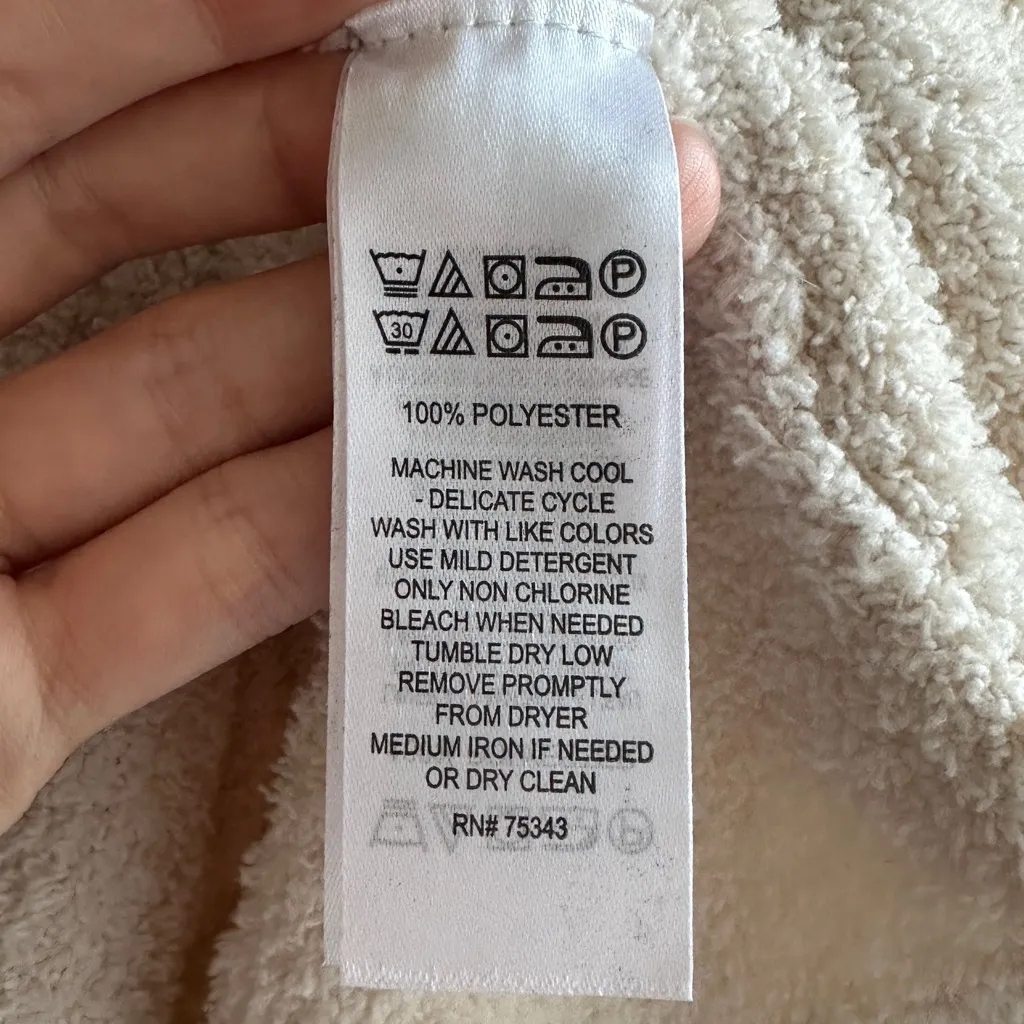 P
30 P
100% POLYESTER
MACHINE WASH COOL
- DELICATE CYCLE
WASH WITH LIKE COLORS
USE MILD DETERGENT
ONLY NON CHLORINE
BLEACH WHEN NEEDED
TUMBLE DRY LOW
REMOVE PROMPTLY
FROM DRYER
MEDIUM IRON IF NEEDED
OR DRY CLEAN
RN# 75343